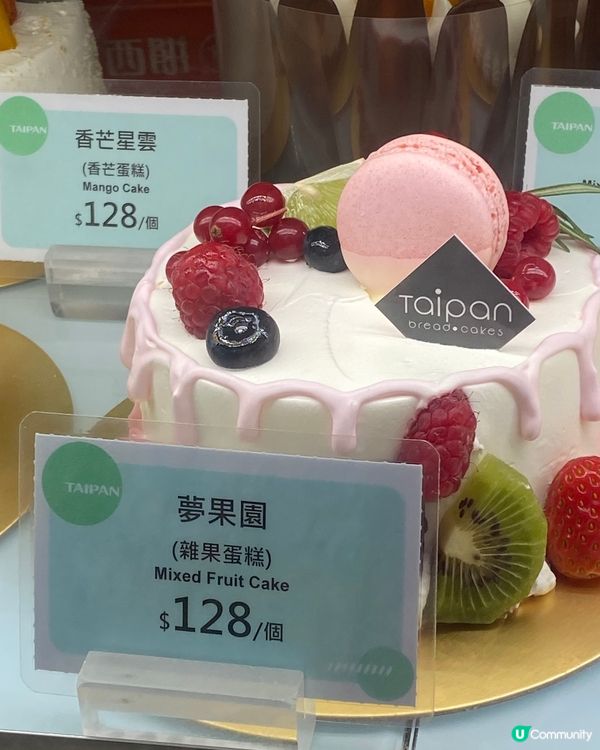 TAIPAN
香芒星雲
(香芒蛋糕)
Mango Cake
$128/個
TAIPAN
Taipan
bread•cakes
TAIPAN
夢果園
(雜果蛋糕)
Mixed Fruit Cake
$128/個
U Community